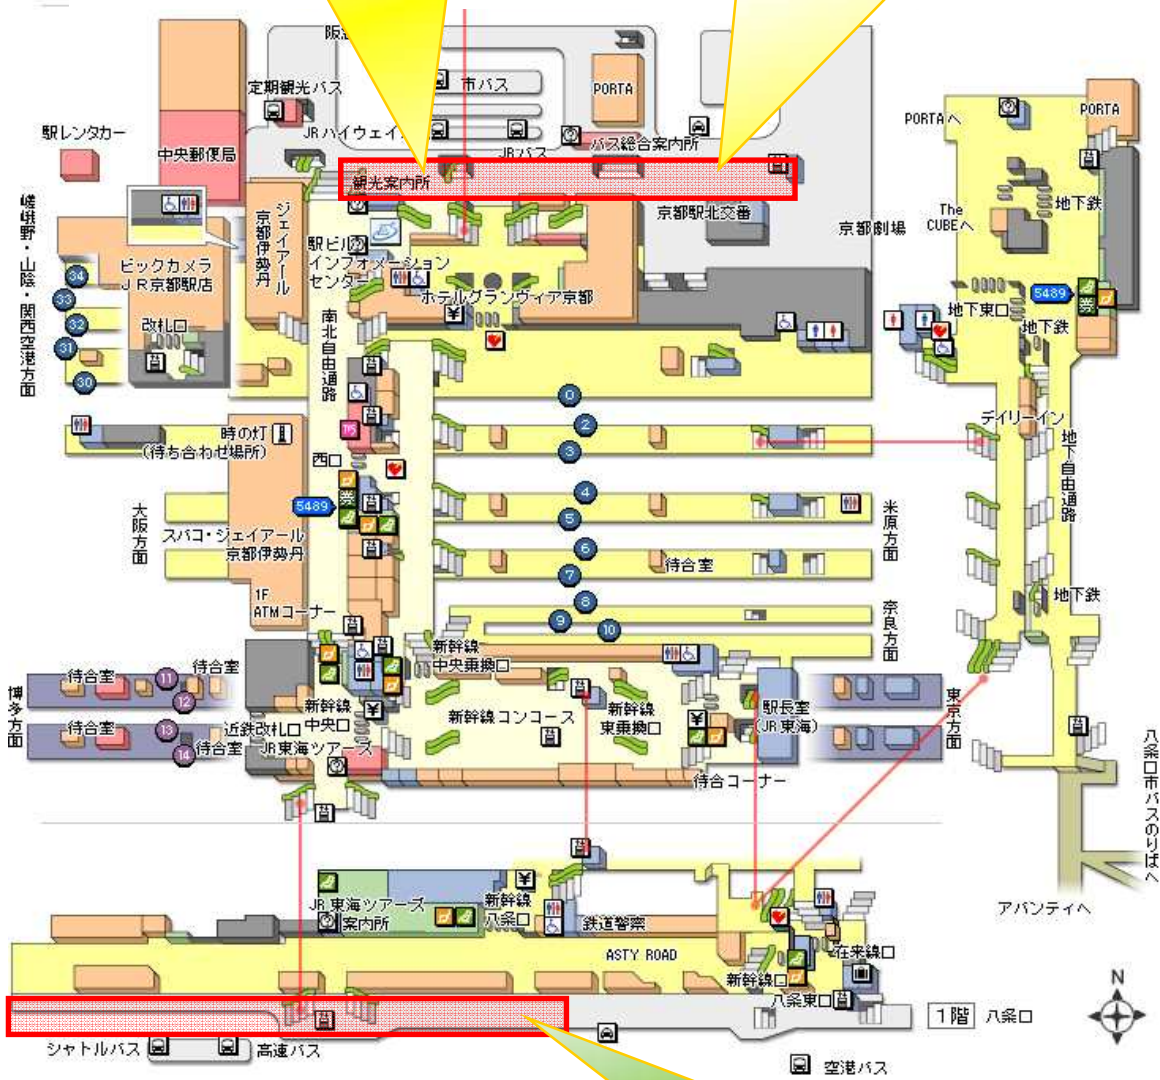 定期観光バス
市バス
PORTA
駅レンタカー
中央郵便局
JRハイウェイ
JRバス
バス総合案内所
観光案内所
京都駅北交番
京都劇場
PORTAへ
PORTA
The
CUBEへ
地下鉄
嵯峨野・山陰・関西空港方面
ビックカメラ
JR京都駅店
ジェイアール
京都伊勢丹
駅ビル
インフォメーション
センター
ホテルグランヴィア京都
地下東口
地下鉄
5489
券
34
33
32
31
30
改札口
南北自由通路
0
2
3
4
5
6
7
8
9
10
時の灯
(待ち合わせ場所)
西口
TiS
5489
券
大阪方面
スバコ・ジェイアール
京都伊勢丹
1F
ATMコーナー
待合室
米原方面
奈良方面
デイリーイン
地下自由通路
地下鉄
博多方面
待合室
待合室
待合室
待合室
11
12
13
14
近鉄改札口
新幹線
中央口
JR東海ツアーズ
新幹線
中央乗換口
新幹線コンコース
新幹線
東乗換口
駅長室
(JR東海)
東京方面
待合コーナー
八条口市バスのりばへ
アバンティへ
JR東海ツアーズ
案内所
新幹線
八条口
鉄道警察
ASTY ROAD
新幹線口
在来線口
八条東口
1階 八条口
N
シャトルバス
高速バス
空港バス